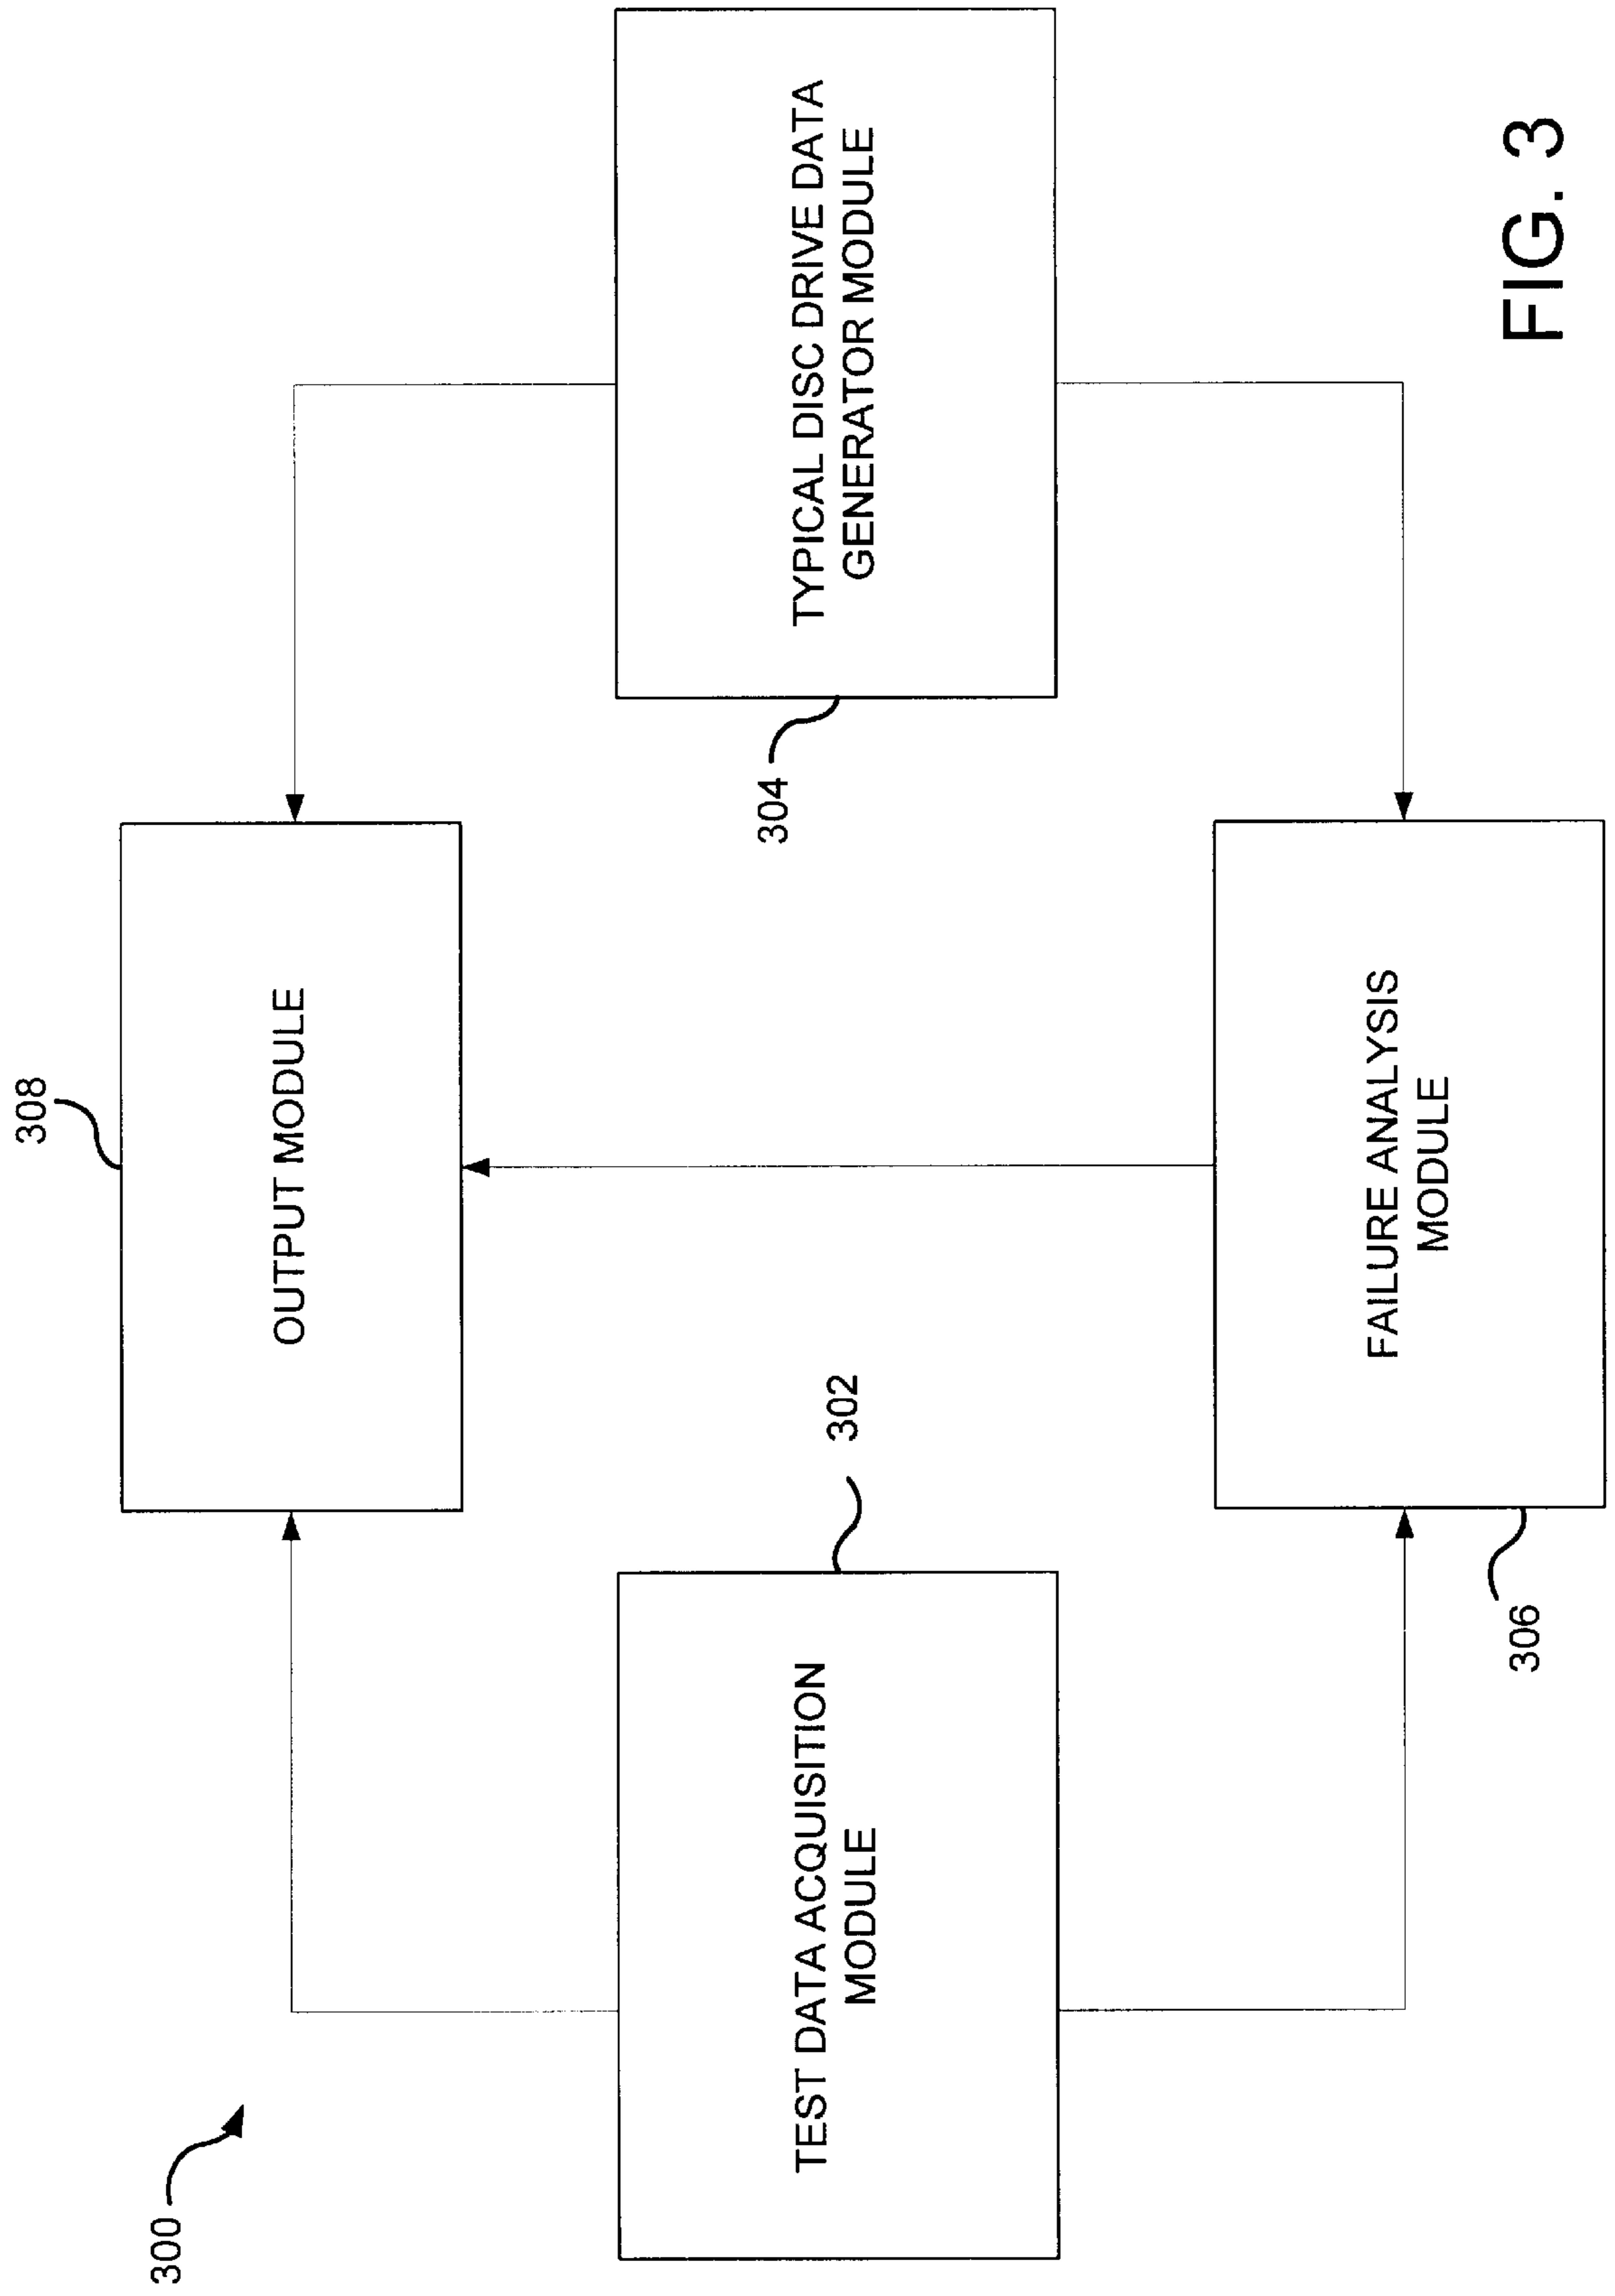 300
308
OUTPUT MODULE
TEST DATA ACQUISITION
MODULE
302
304
TYPICAL DISC DRIVE DATA
GENERATOR MODULE
306
FAILURE ANALYSIS
MODULE
FIG. 3